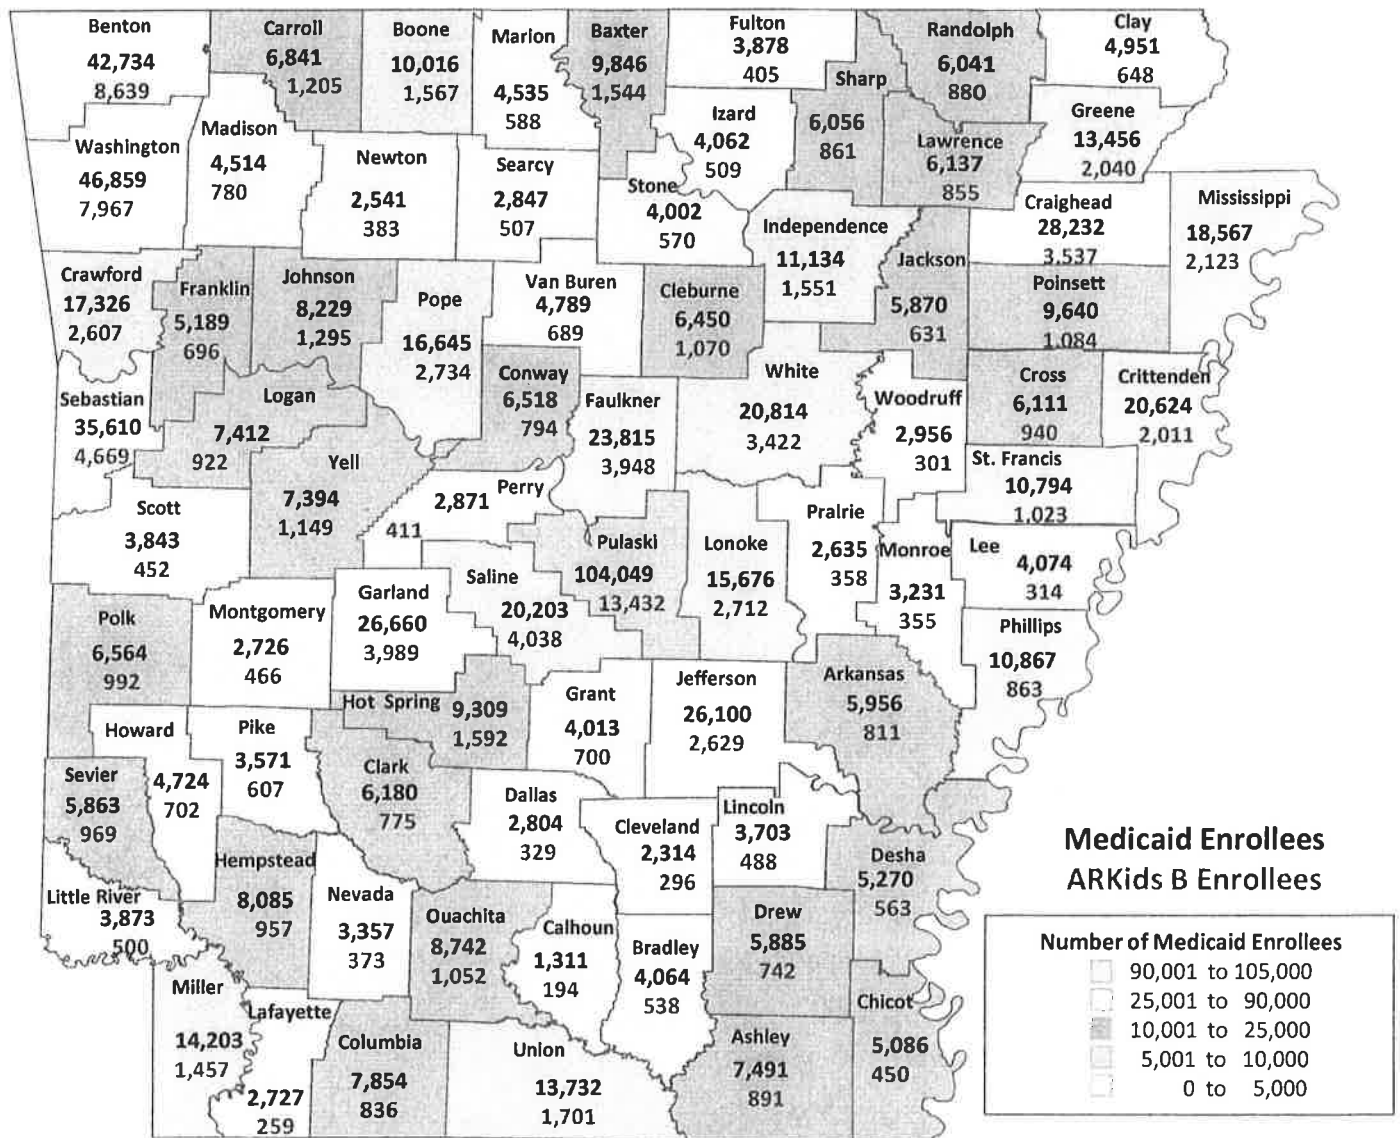 Benton
42,734
8,639
Carroll
6,841
1,205
Boone
10,016
1,567
Marion
4,535
588
Baxter
9,846
1,544
Fulton
3,878
405
Sharp
6,056
861
Randolph
6,041
880
Clay
4,951
648
Washington
46,859
7,967
Madison
4,514
780
Newton
2,541
383
Searcy
2,847
507
Stone
4,002
570
Izard
4,062
509
Independence
11,134
1,551
Lawrence
6,137
855
Greene
13,456
2,040
Craighead
28,232
3,537
Mississippi
18,567
2,123
Crawford
17,326
2,607
Franklin
5,189
696
Johnson
8,229
1,295
Pope
16,645
2,734
Van Buren
4,789
689
Cleburne
6,450
1,070
Jackson
5,870
631
Poinsett
9,640
1,084
Sebastian
35,610
4,669
Logan
7,412
922
Conway
6,518
794
Faulkner
23,815
3,948
White
20,814
3,422
Woodruff
2,956
301
Cross
6,111
940
Crittenden
20,624
2,011
Scott
3,843
452
Yell
7,394
1,149
Perry
2,871
411
Pulaski
104,049
13,432
Lonoke
15,676
2,712
Prairie
2,635
358
Monroe
3,231
355
St. Francis
10,794
1,023
Lee
4,074
314
Polk
6,564
992
Montgomery
2,726
466
Garland
26,660
3,989
Saline
20,203
4,038
Phillips
10,867
863
Hot Spring
9,309
1,592
Grant
4,013
700
Jefferson
26,100
2,629
Arkansas
5,956
811
Howard
4,724
702
Pike
3,571
607
Clark
6,180
775
Sevier
5,863
969
Dallas
2,804
329
Cleveland
2,314
296
Lincoln
3,703
488
Desha
5,270
563
Little River
3,873
500
Hempstead
8,085
957
Nevada
3,357
373
Ouachita
8,742
1,052
Calhoun
1,311
194
Bradley
4,064
538
Drew
5,885
742
Miller
14,203
1,457
Lafayette
2,727
259
Columbia
7,854
836
Union
13,732
1,701
Ashley
7,491
891
Chicot
5,086
450
Medicaid Enrollees
ARKids B Enrollees
Number of Medicaid Enrollees
90,001 to 105,000
25,001 to 90,000
10,001 to 25,000
5,001 to 10,000
0 to 5,000